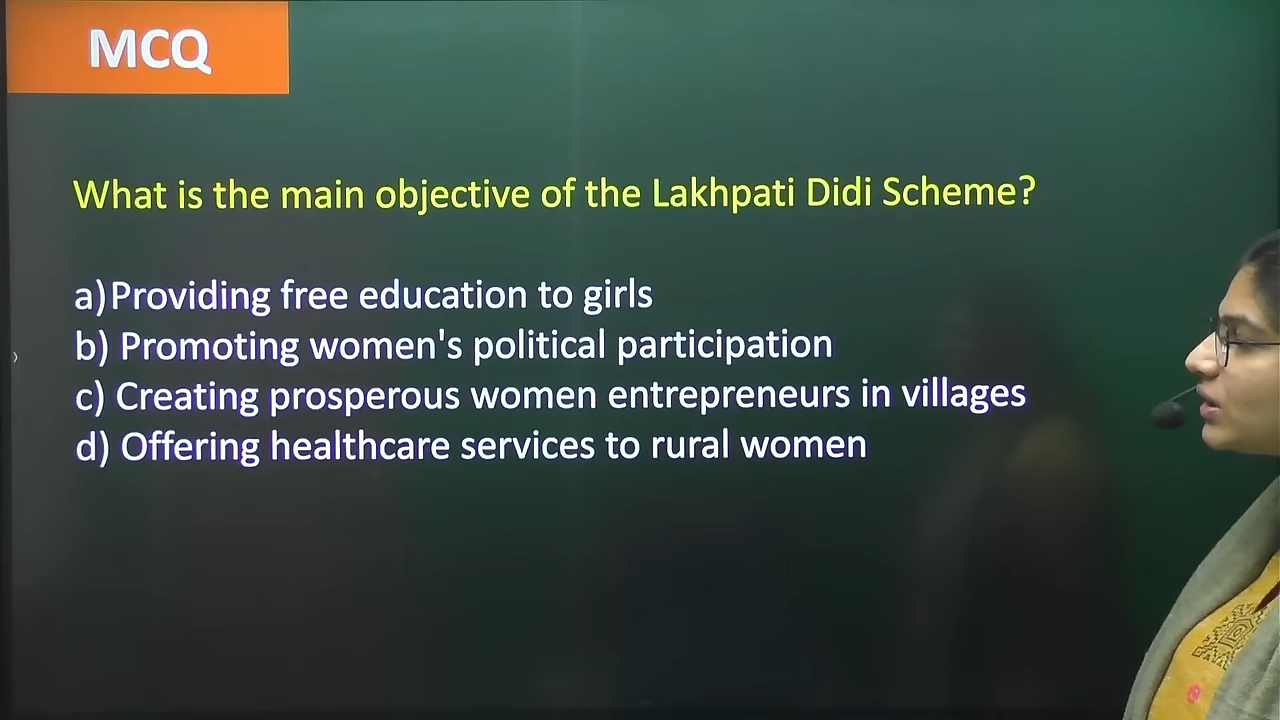 MCQ
What is the main objective of the Lakhpati Didi Scheme?
a)Providing free education to girls
b) Promoting women's political participation
c) Creating prosperous women entrepreneurs in villages
d) Offering healthcare services to rural women